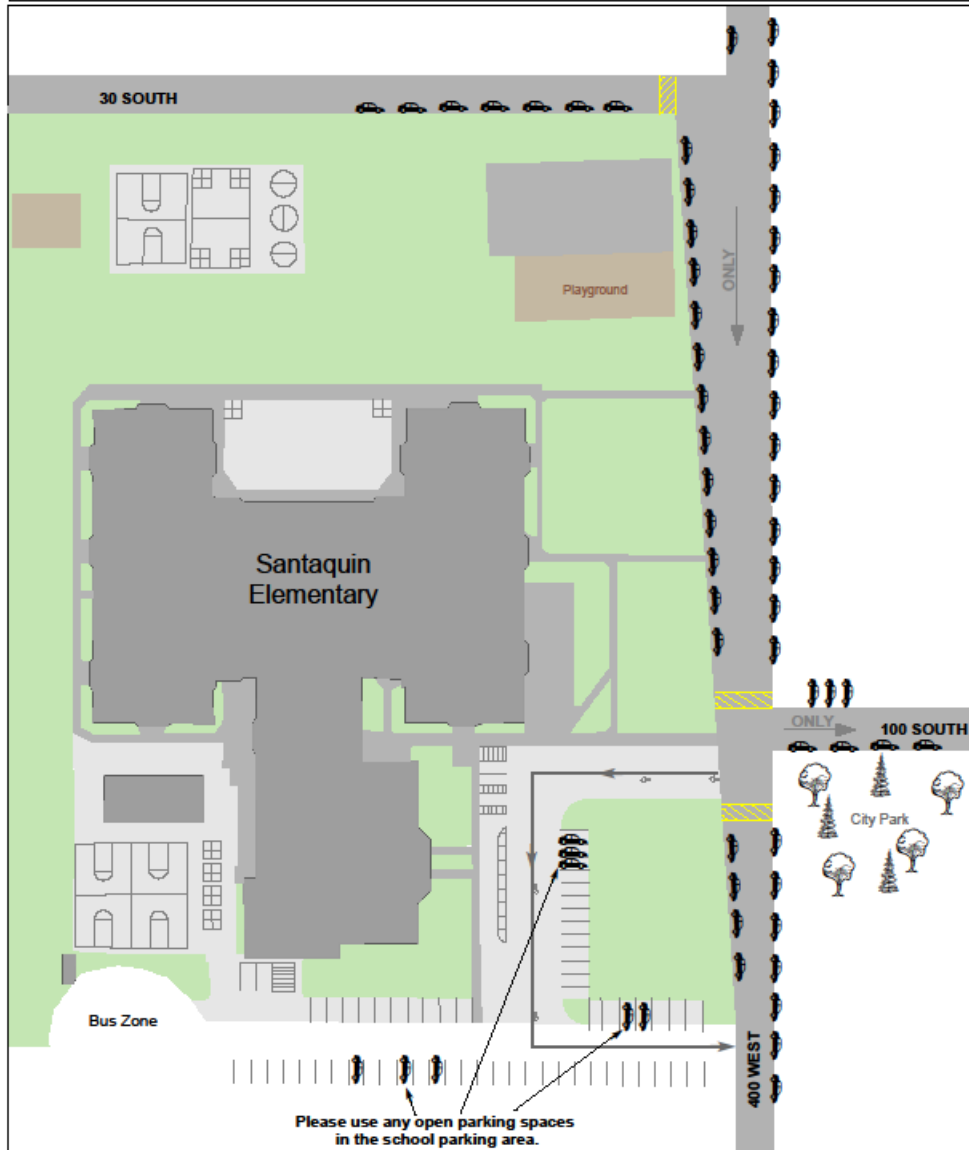 30 SOUTH
ONLY
Playground
Santaquin
Elementary
ONLY
100 SOUTH
City Park
Bus Zone
400 WEST
Please use any open parking spaces
in the school parking area.